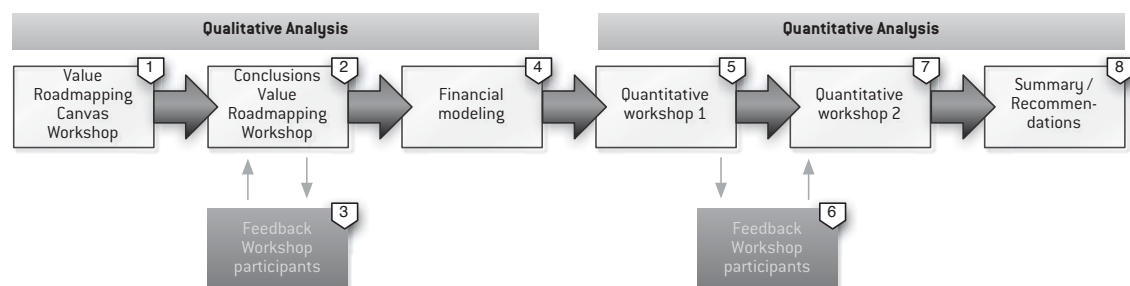 Qualitative Analysis
Quantitative Analysis
1
Value
Roadmapping
Canvas
Workshop
2
Conclusions
Value
Roadmapping
Workshop
4
Financial
modeling
5
Quantitative
workshop 1
7
Quantitative
workshop 2
8
Summary /
Recommen-
dations
3
Feedback
Workshop
participants
6
Feedback
Workshop
participants